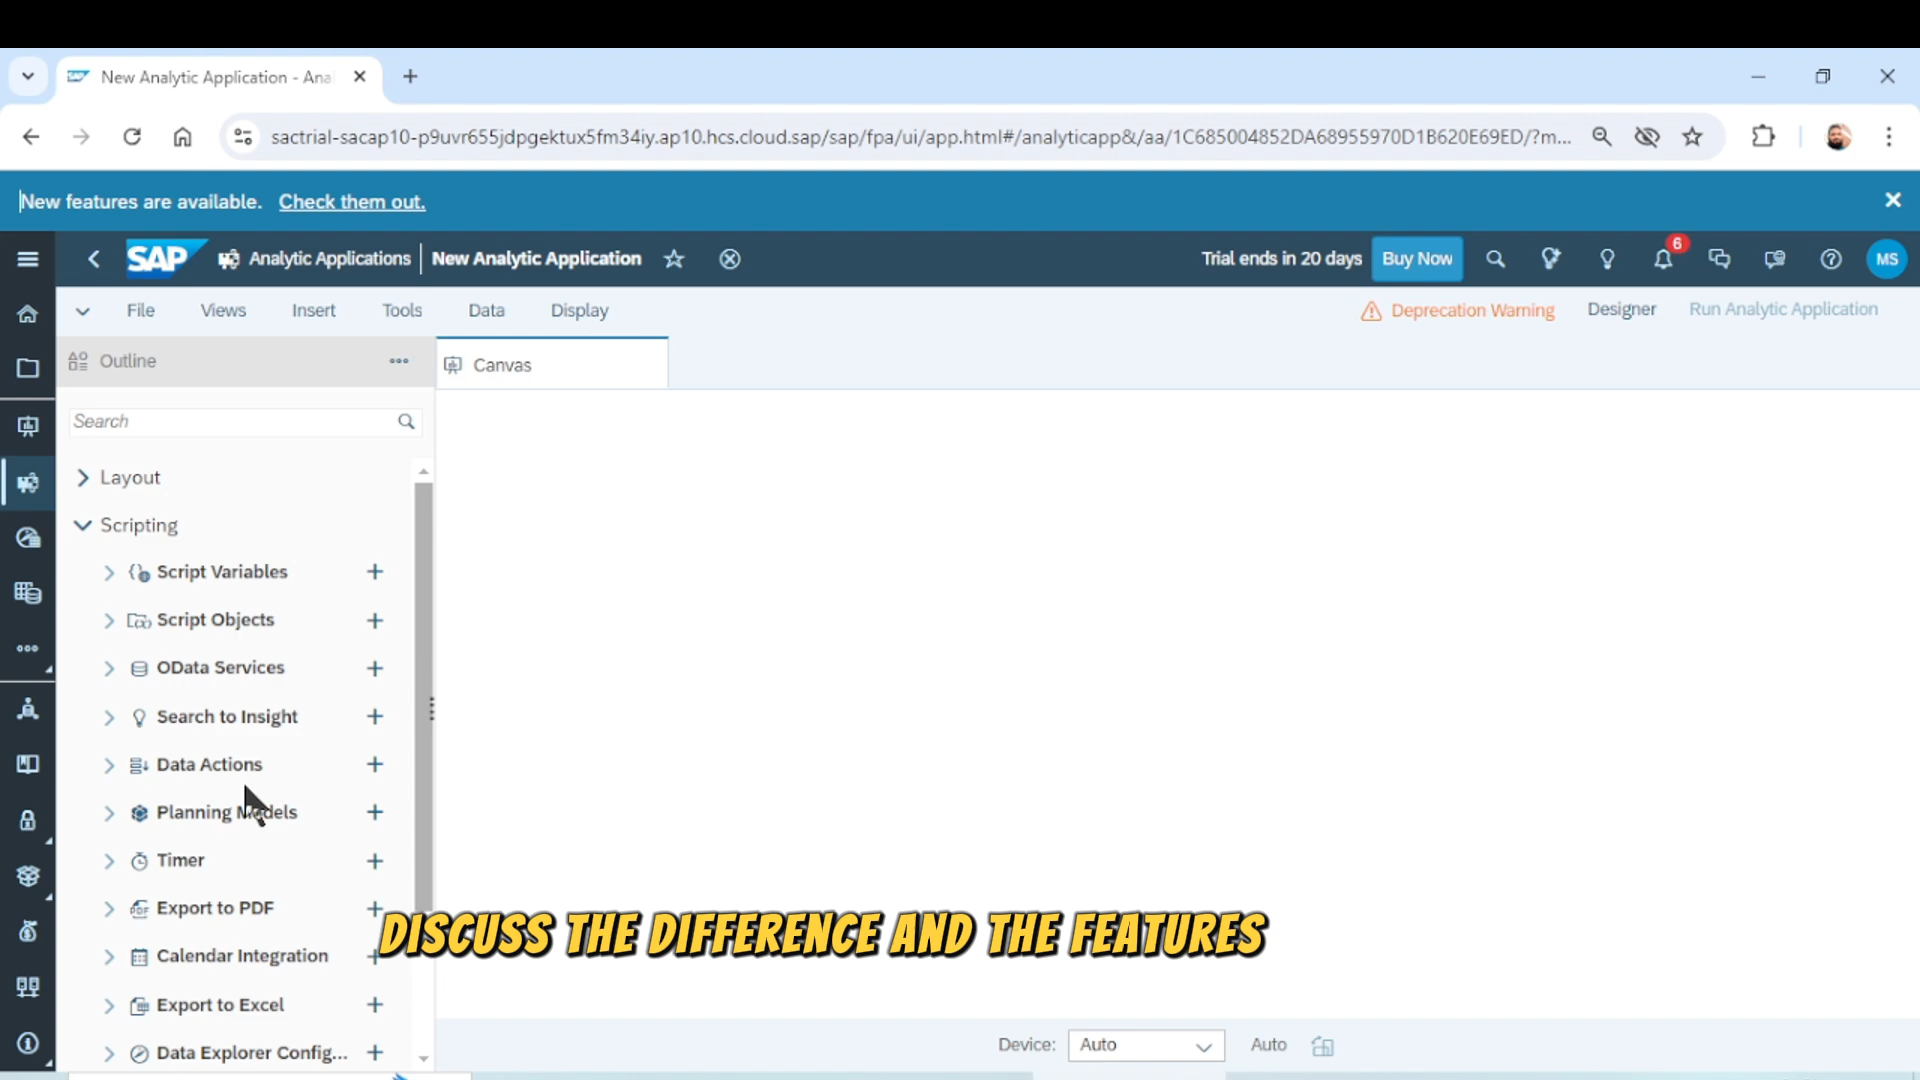 New Analytic Application - Ana
sactrial-sacap10-p9uvr655jdpgektux5fm34iy.ap10.hcs.cloud.sap/sap/fpa/ui/app.html#/analyticapp&/aa/1C685004852DA68955970D1B620E69ED/?m...
New features are available. Check them out.
SAP Analytic Applications New Analytic Application Trial ends in 20 days Buy Now 6 MS
File Views Insert Tools Data Display Deprecation Warning Designer Run Analytic Application
Outline
Canvas
Search
Layout
Scripting
Script Variables
Script Objects
OData Services
Search to Insight
Data Actions
Planning Models
Timer
Export to PDF
DISCUSS THE DIFFERENCE AND THE FEATURES
Calendar Integration
Export to Excel
Data Explorer Config...
Device: Auto Auto